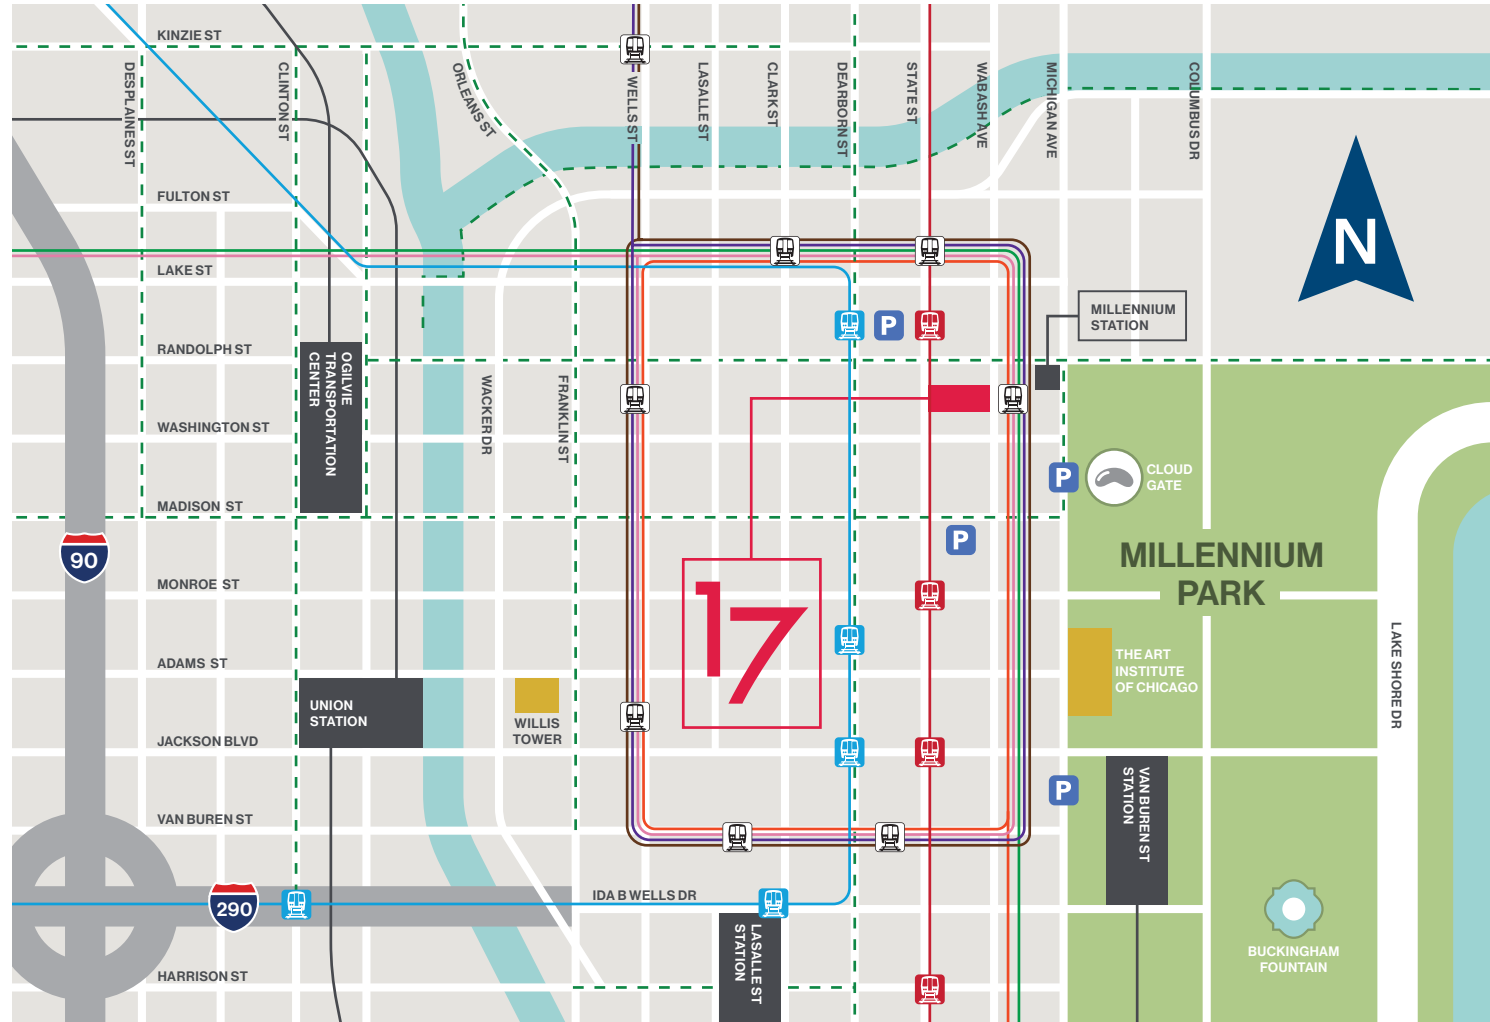 KINZIE ST
DESPLAINES ST
CLINTON ST
ORLEANS ST
WELLS ST
LASALLE ST
CLARK ST
DEARBORN ST
STATE ST
WABASH AVE
MICHIGAN AVE
COLUMBUS DR
FULTON ST
N
LAKE ST
MILLENNIUM
STATION
P
RANDOLPH ST
OGILVIE
TRANSPORTATION
CENTER
WACKER DR
FRANKLIN ST
WASHINGTON ST
P
CLOUD
GATE
MADISON ST
90
P
MILLENNIUM
PARK
MONROE ST
17
ADAMS ST
THE ART
INSTITUTE
OF CHICAGO
LAKE SHORE DR
UNION
STATION
WILLIS
TOWER
JACKSON BLVD
P
VAN BUREN ST
STATION
VAN BUREN ST
IDA B WELLS DR
290
LASALLE ST
STATION
BUCKINGHAM
FOUNTAIN
HARRISON ST